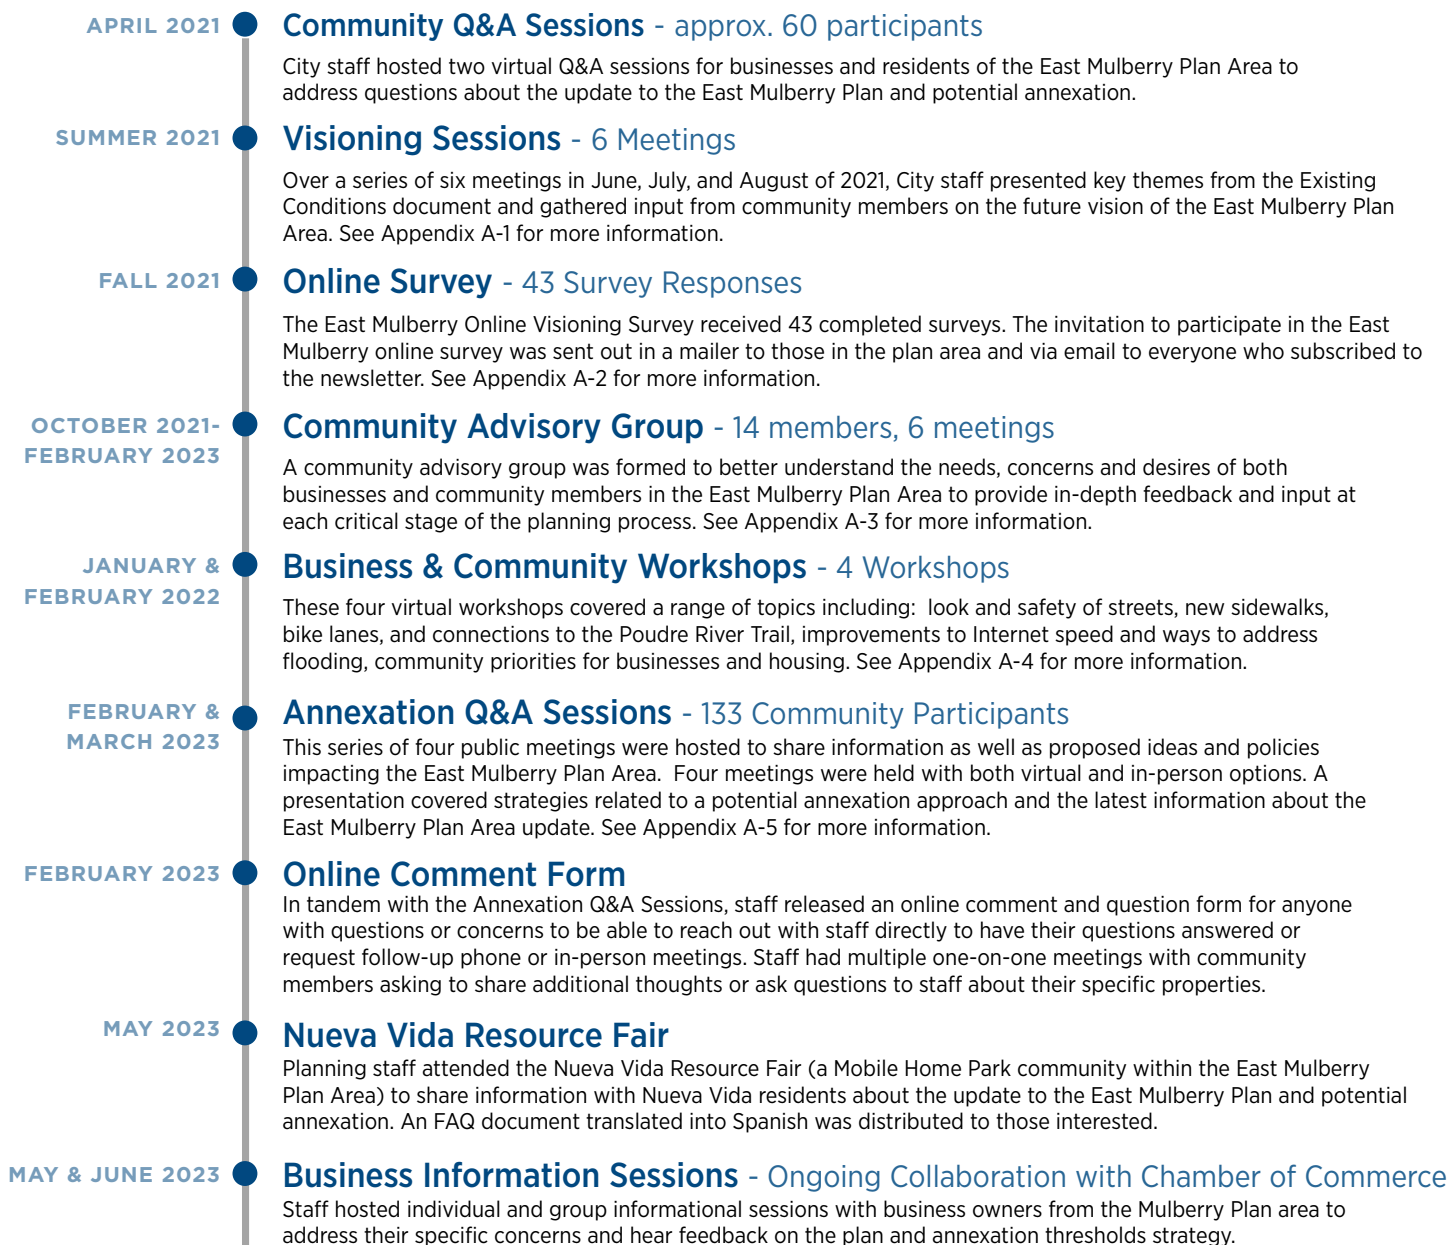 APRIL 2021
Community Q&A Sessions - approx. 60 participants
City staff hosted two virtual Q&A sessions for businesses and residents of the East Mulberry Plan Area to
address questions about the update to the East Mulberry Plan and potential annexation.
SUMMER 2021
Visioning Sessions - 6 Meetings
Over a series of six meetings in June, July, and August of 2021, City staff presented key themes from the Existing
Conditions document and gathered input from community members on the future vision of the East Mulberry Plan
Area. See Appendix A-1 for more information.
FALL 2021
Online Survey - 43 Survey Responses
The East Mulberry Online Visioning Survey received 43 completed surveys. The invitation to participate in the East
Mulberry online survey was sent out in a mailer to those in the plan area and via email to everyone who subscribed to
the newsletter. See Appendix A-2 for more information.
OCTOBER 2021-
FEBRUARY 2023
Community Advisory Group - 14 members, 6 meetings
A community advisory group was formed to better understand the needs, concerns and desires of both
businesses and community members in the East Mulberry Plan Area to provide in-depth feedback and input at
each critical stage of the planning process. See Appendix A-3 for more information.
JANUARY &
FEBRUARY 2022
Business & Community Workshops - 4 Workshops
These four virtual workshops covered a range of topics including:  look and safety of streets, new sidewalks,
bike lanes, and connections to the Poudre River Trail, improvements to Internet speed and ways to address
flooding, community priorities for businesses and housing. See Appendix A-4 for more information.
FEBRUARY &
MARCH 2023
Annexation Q&A Sessions - 133 Community Participants
This series of four public meetings were hosted to share information as well as proposed ideas and policies
impacting the East Mulberry Plan Area.  Four meetings were held with both virtual and in-person options. A
presentation covered strategies related to a potential annexation approach and the latest information about the
East Mulberry Plan Area update. See Appendix A-5 for more information.
FEBRUARY 2023
Online Comment Form
In tandem with the Annexation Q&A Sessions, staff released an online comment and question form for anyone
with questions or concerns to be able to reach out with staff directly to have their questions answered or
request follow-up phone or in-person meetings. Staff had multiple one-on-one meetings with community
members asking to share additional thoughts or ask questions to staff about their specific properties.
MAY 2023
Nueva Vida Resource Fair
Planning staff attended the Nueva Vida Resource Fair (a Mobile Home Park community within the East Mulberry
Plan Area) to share information with Nueva Vida residents about the update to the East Mulberry Plan and potential
annexation. An FAQ document translated into Spanish was distributed to those interested.
MAY & JUNE 2023
Business Information Sessions - Ongoing Collaboration with Chamber of Commerce
Staff hosted individual and group informational sessions with business owners from the Mulberry Plan area to
address their specific concerns and hear feedback on the plan and annexation thresholds strategy.